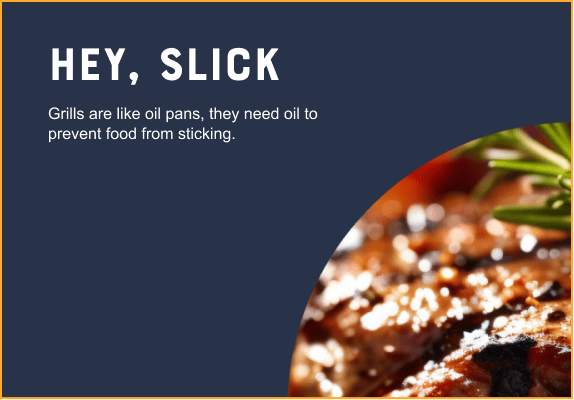 HEY, SLICK
Grills are like oil pans, they need oil to
prevent food from sticking.